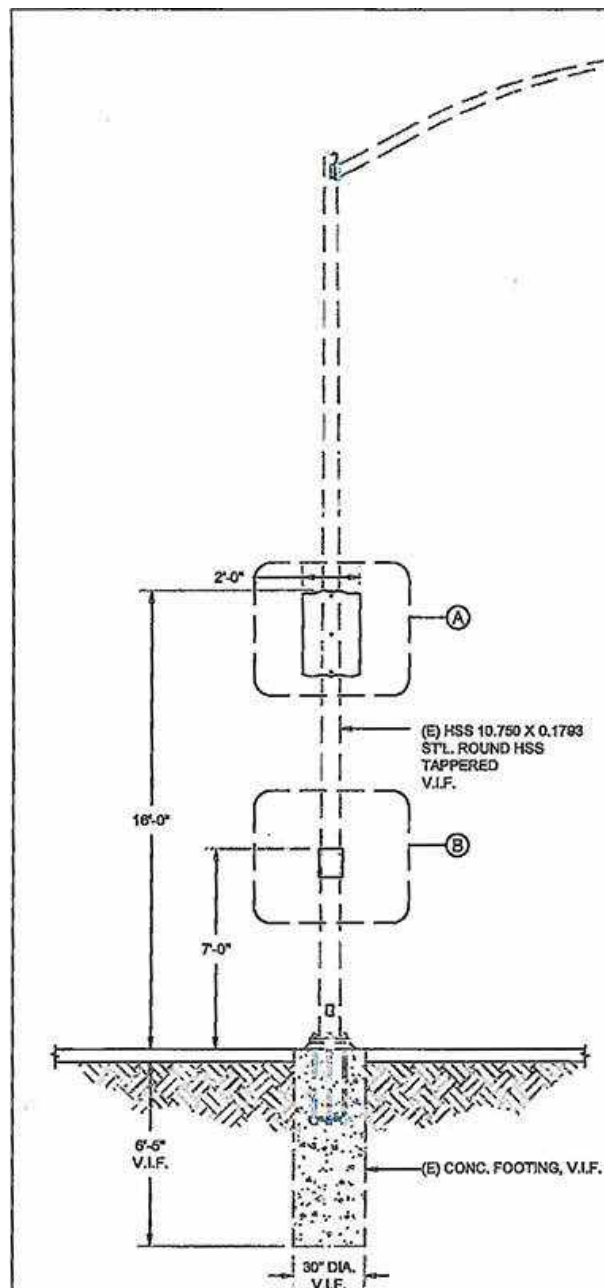 2'-0"
A
(E) HSS 10.750 X 0.1793
ST'L. ROUND HSS
TAPPERED
V.I.F.
16'-0"
B
7'-0"
6'-5"
V.I.F.
(E) CONC. FOOTING, V.I.F.
30" DIA.
V.I.F.